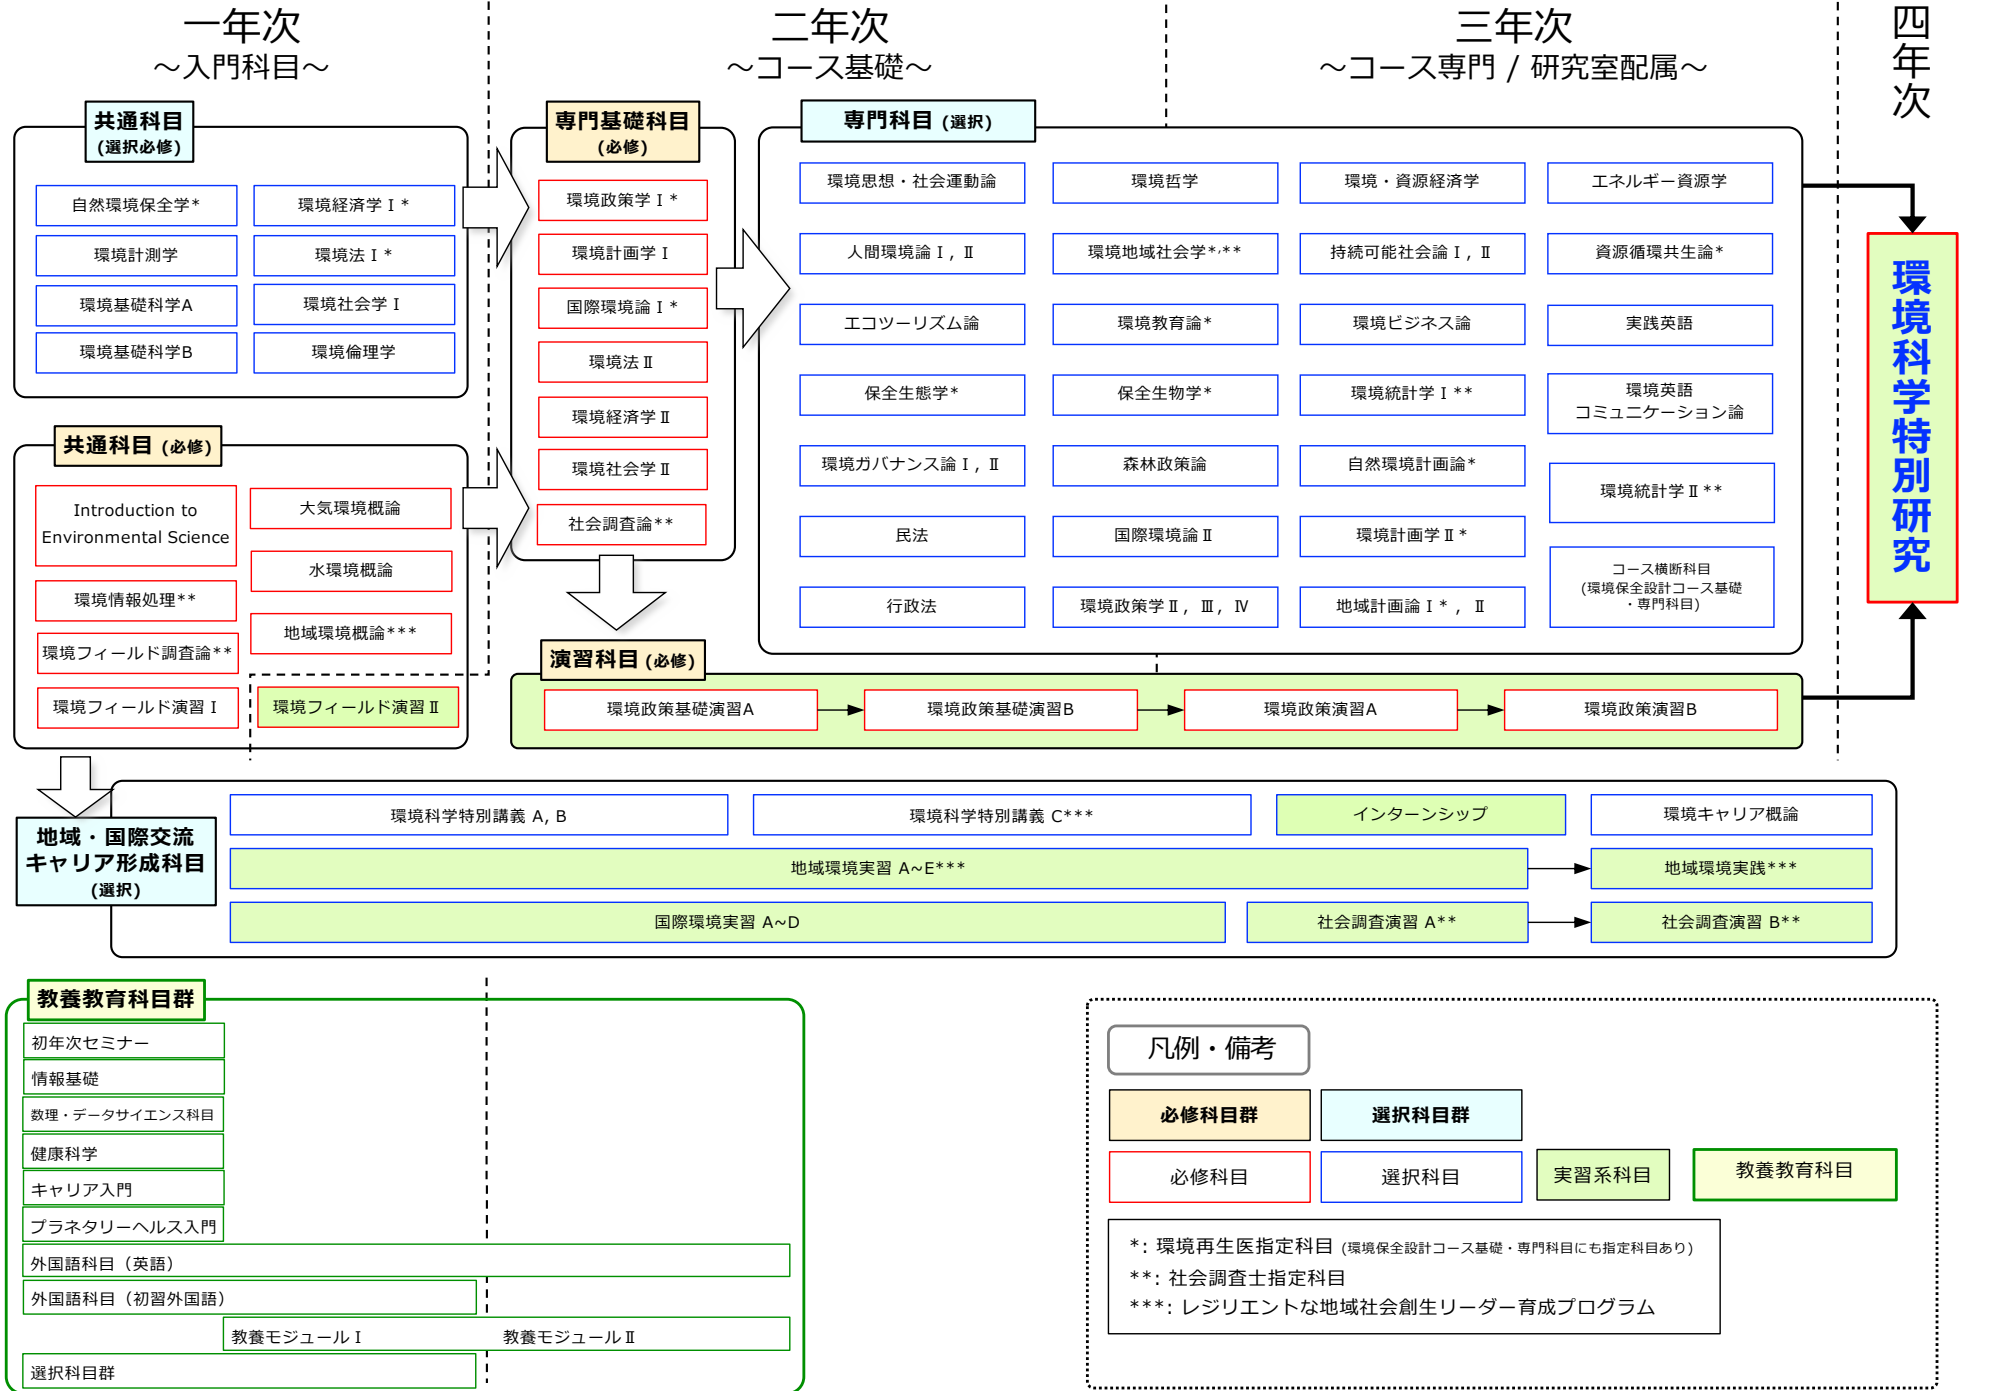 一年次
～入門科目～
二年次
～コース基礎～
三年次
～コース専門 / 研究室配属～
四年次
共通科目
(選択必修)
自然環境保全学*
環境経済学 I *
環境計測学
環境法 I *
環境基礎科学A
環境社会学 I
環境基礎科学B
環境倫理学
共通科目 (必修)
Introduction to
Environmental Science
大気環境概論
水環境概論
環境情報処理**
地域環境概論***
環境フィールド調査論**
環境フィールド演習 I
環境フィールド演習 Ⅱ
専門基礎科目
(必修)
環境政策学 I *
環境計画学 I
国際環境論 I *
環境法 Ⅱ
環境経済学 Ⅱ
環境社会学 Ⅱ
社会調査論**
専門科目 (選択)
環境思想・社会運動論
環境哲学
環境・資源経済学
エネルギー資源学
人間環境論 I , Ⅱ
環境地域社会学*,**
持続可能社会論 I , Ⅱ
資源循環共生論*
エコツーリズム論
環境教育論*
環境ビジネス論
実践英語
保全生態学*
保全生物学*
環境統計学 I **
環境英語
コミュニケーション論
環境ガバナンス論 I , Ⅱ
森林政策論
自然環境計画論*
環境統計学 Ⅱ **
民法
国際環境論 Ⅱ
環境計画学 Ⅱ *
コース横断科目
(環境保全設計コース基礎
・専門科目)
行政法
環境政策学 Ⅱ , Ⅲ, Ⅳ
地域計画論 I * , Ⅱ
演習科目 (必修)
環境政策基礎演習A
環境政策基礎演習B
環境政策演習A
環境政策演習B
環境科学特別研究
地域・国際交流
キャリア形成科目
(選択)
環境科学特別講義 A, B
環境科学特別講義 C***
インターンシップ
環境キャリア概論
地域環境実習 A~E***
地域環境実践***
国際環境実習 A~D
社会調査演習 A**
社会調査演習 B**
教養教育科目群
初年次セミナー
情報基礎
数理・データサイエンス科目
健康科学
キャリア入門
プラネタリーヘルス入門
外国語科目（英語）
外国語科目（初習外国語）
教養モジュール I
教養モジュール Ⅱ
選択科目群
凡例・備考
必修科目群
選択科目群
必修科目
選択科目
実習系科目
教養教育科目
*: 環境再生医指定科目 (環境保全設計コース基礎・専門科目にも指定科目あり)
**: 社会調査士指定科目
***: レジリエントな地域社会創生リーダー育成プログラム